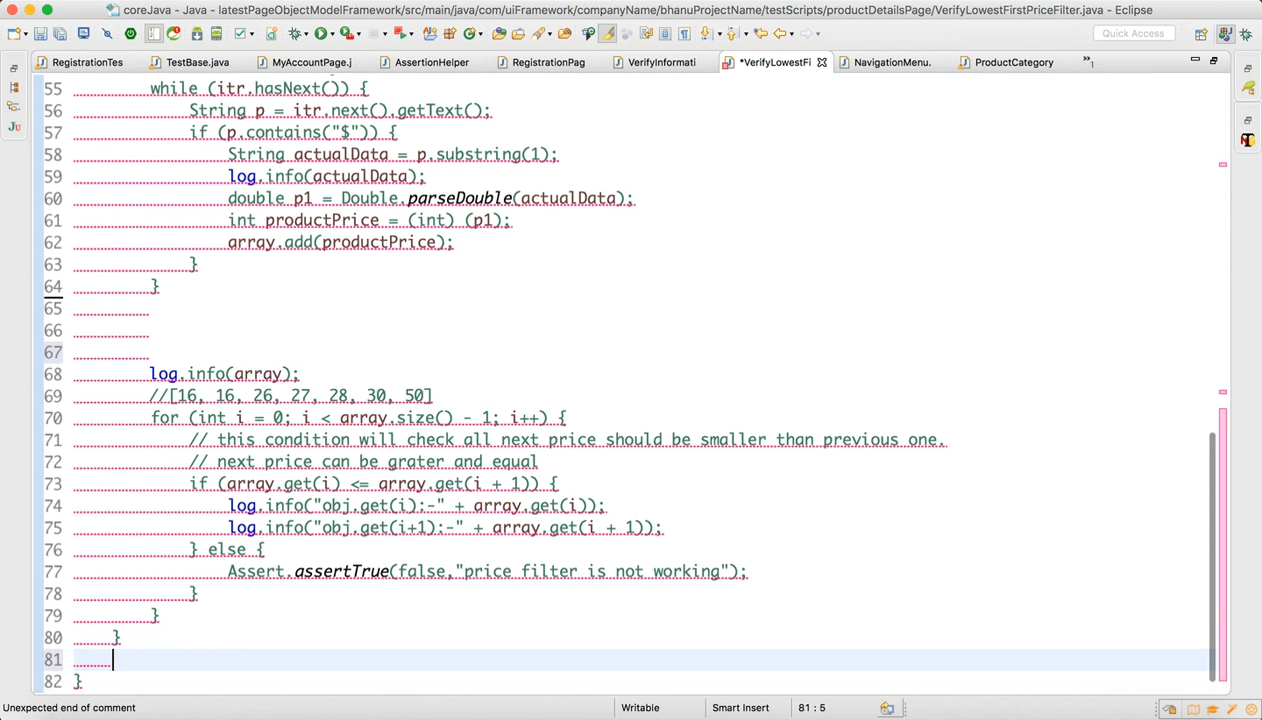 coreJava - Java - latestPageObjectModelFramework/src/main/java/com/uiFramework/companyName/bhanuProjectName/testScripts/productDetailsPage/VerifyLowestFirstPriceFilter.java - Eclipse
Quick Access
RegistrationTes TestBase.java MyAccountPage.j AssertionHelper RegistrationPag VerifyInformati *VerifyLowestFi NavigationMenu. ProductCategory »1
55 while (itr.hasNext()) {
56 String p = itr.next().getText();
57 if (p.contains("$")) {
58 String actualData = p.substring(1);
59 log.info(actualData);
60 double p1 = Double.parseDouble(actualData);
61 int productPrice = (int) (p1);
62 array.add(productPrice);
63 }
64 }
65
66
67
68 log.info(array);
69 //[16, 16, 26, 27, 28, 30, 50]
70 for (int i = 0; i < array.size() - 1; i++) {
71 // this condition will check all next price should be smaller than previous one.
72 // next price can be grater and equal
73 if (array.get(i) <= array.get(i + 1)) {
74 log.info("obj.get(i):-" + array.get(i));
75 log.info("obj.get(i+1):-" + array.get(i + 1));
76 } else {
77 Assert.assertTrue(false,"price filter is not working");
78 }
79 }
80 }
81
82 }
Unexpected end of comment Writable Smart Insert 81 : 5